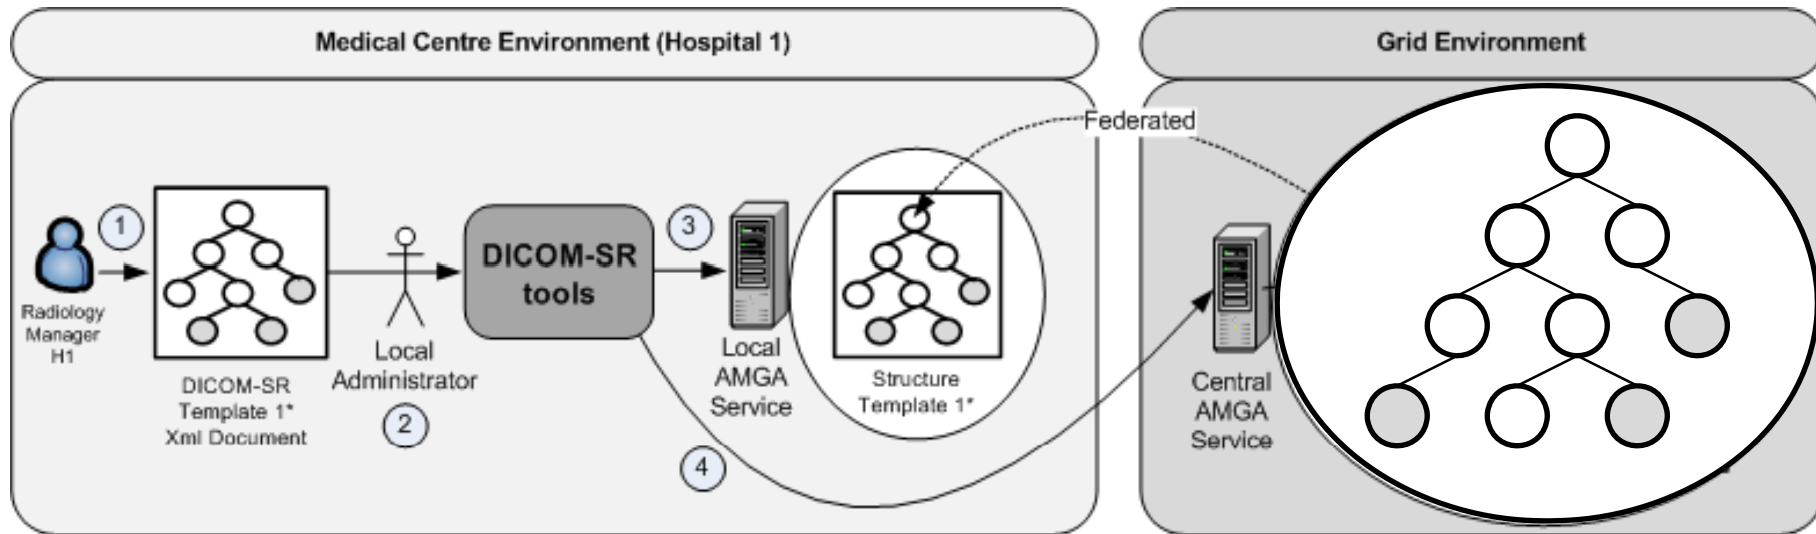 Medical Centre Environment (Hospital 1)
Grid Environment
Federated
1
Radiology
Manager
H1
DICOM-SR
Template 1*
Xml Document
Local
Administrator
2
DICOM-SR
tools
3
Local
AMGA
Service
Structure
Template 1*
4
Central
AMGA
Service